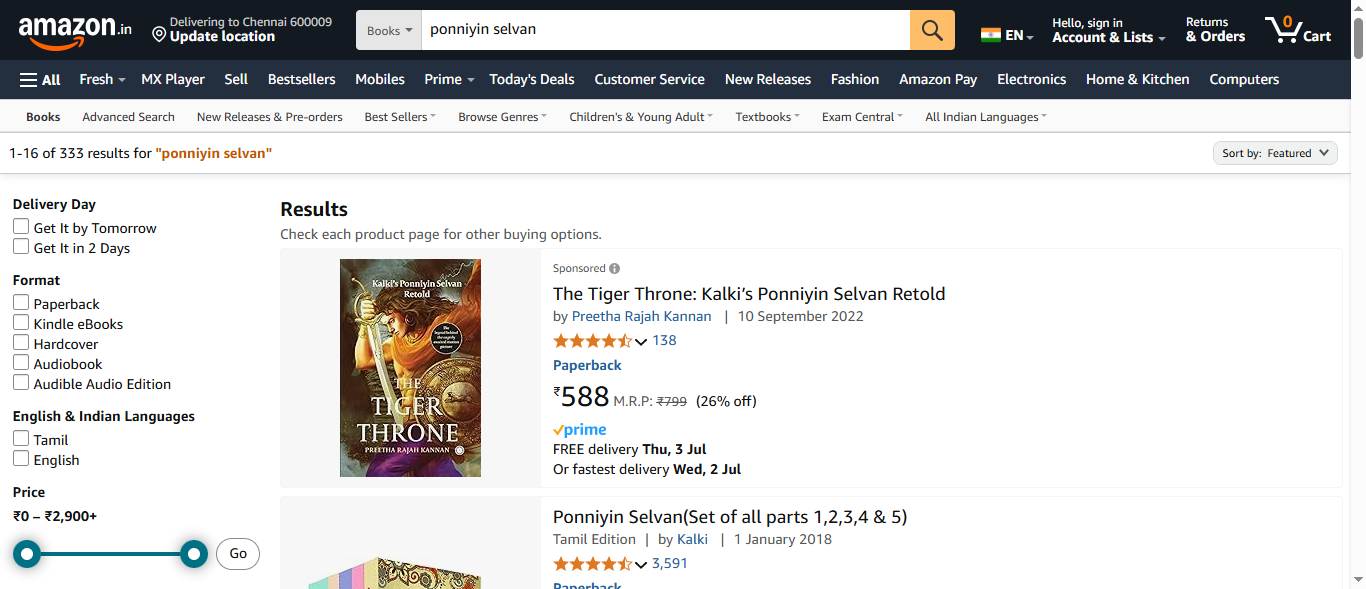 amazon.in
Delivering to Chennai 600009
Update location
Books
ponniyin selvan
EN
Hello, sign in
Account & Lists
Returns
& Orders
0
Cart
All
Fresh
MX Player
Sell
Bestsellers
Mobiles
Prime
Today's Deals
Customer Service
New Releases
Fashion
Amazon Pay
Electronics
Home & Kitchen
Computers
Books
Advanced Search
New Releases & Pre-orders
Best Sellers
Browse Genres
Children's & Young Adult
Textbooks
Exam Central
All Indian Languages
1-16 of 333 results for "ponniyin selvan"
Sort by: Featured
Delivery Day
Get It by Tomorrow
Get It in 2 Days
Format
Paperback
Kindle eBooks
Hardcover
Audiobook
Audible Audio Edition
English & Indian Languages
Tamil
English
Price
₹0 – ₹2,900+
Go
Results
Check each product page for other buying options.
Kalki's Ponniyin Selvan
Retold
THE
TIGER
THRONE
PREETHA RAJAH KANNAN
Sponsored
The Tiger Throne: Kalki’s Ponniyin Selvan Retold
by Preetha Rajah Kannan | 10 September 2022
138
Paperback
₹588 M.R.P: ₹799 (26% off)
prime
FREE delivery Thu, 3 Jul
Or fastest delivery Wed, 2 Jul
Ponniyin Selvan(Set of all parts 1,2,3,4 & 5)
Tamil Edition | by Kalki | 1 January 2018
3,591
Paperback